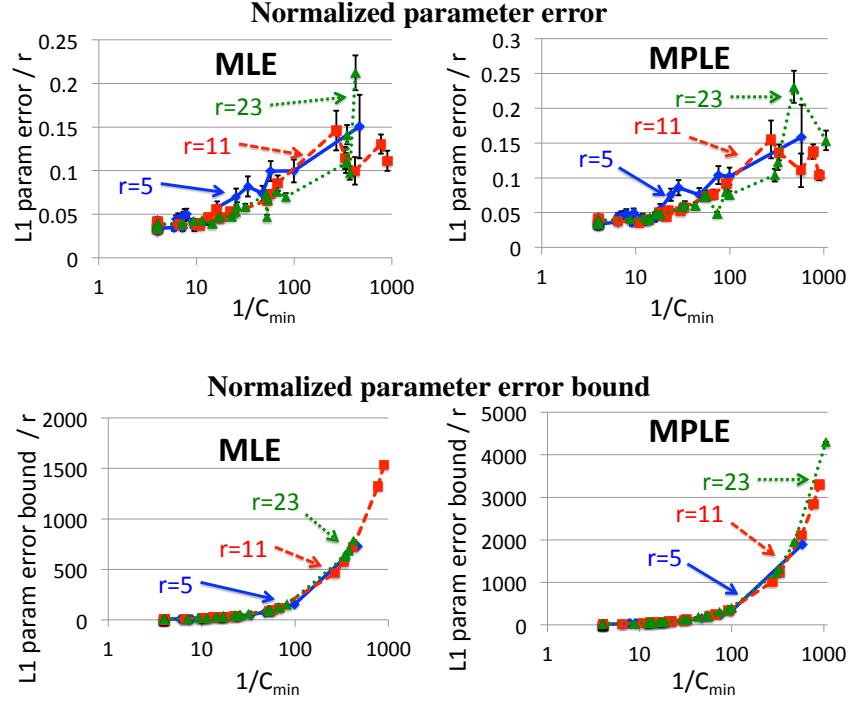 Normalized parameter error
L1 param error / r
0.25
0.2
0.15
0.1
0.05
0
MLE
r=23
r=11
r=5
1
10
100
1000
1/Cmin
L1 param error / r
0.3
0.25
0.2
0.15
0.1
0.05
0
MPLE
r=23
r=11
r=5
1
10
100
1000
1/Cmin
Normalized parameter error bound
L1 param error bound / r
2000
1500
1000
500
0
MLE
r=23
r=11
r=5
1
10
100
1000
1/Cmin
L1 param error bound / r
5000
4000
3000
2000
1000
0
MPLE
r=23
r=11
r=5
1
10
100
1000
1/Cmin